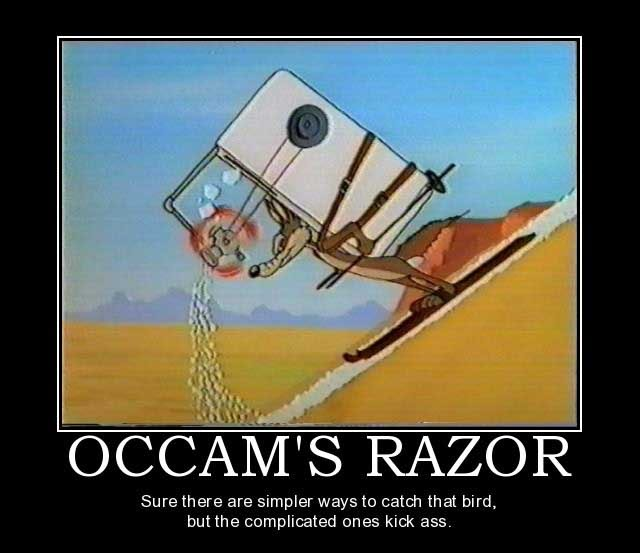 OCCAM'S RAZOR
Sure there are simpler ways to catch that bird,
but the complicated ones kick ass.